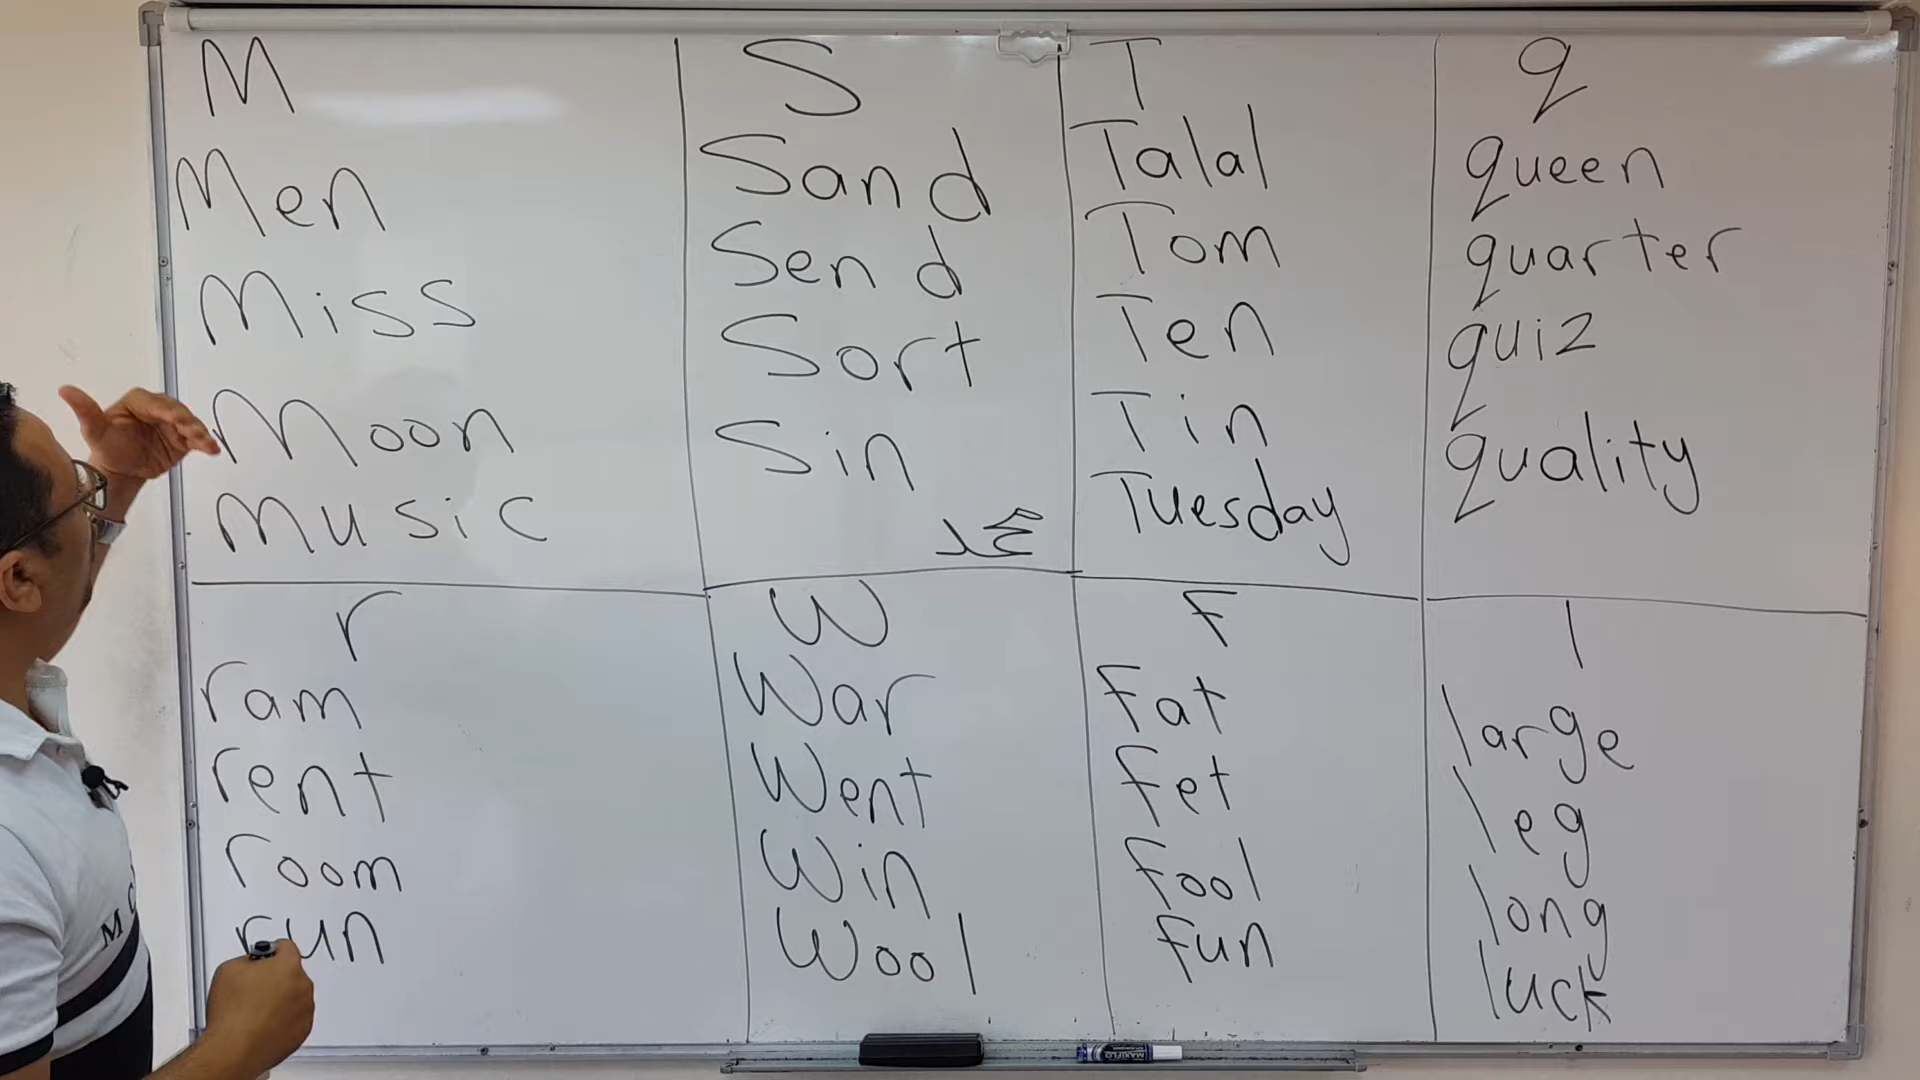 M
Men
Miss
Moon
Music
S
Sand
Send
Sort
Sin
T
Talal
Tom
Ten
Tin
Tuesday
q
queen
quarter
quiz
quality
r
ram
rent
room
run
W
War
Went
Win
Wool
F
Fat
Fet
Fool
Fun
l
large
leg
long
luck